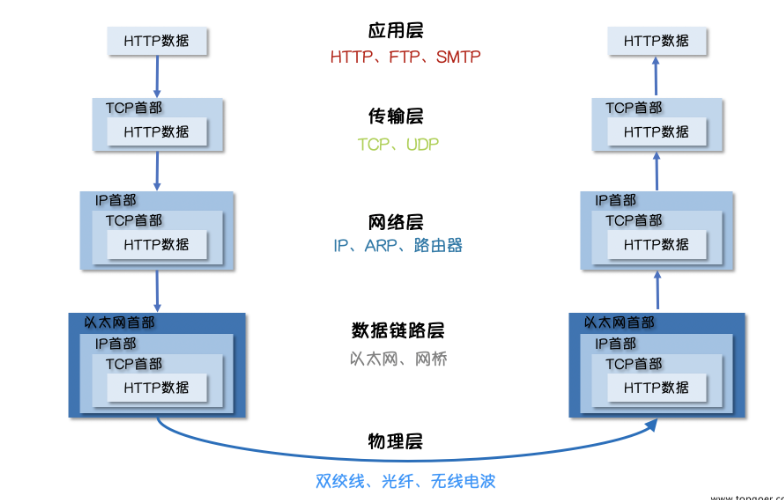 应用层
HTTP、FTP、SMTP
HTTP数据
HTTP数据
传输层
TCP、UDP
TCP首部
HTTP数据
TCP首部
HTTP数据
网络层
IP、ARP、路由器
IP首部
TCP首部
HTTP数据
IP首部
TCP首部
HTTP数据
数据链路层
以太网、网桥
以太网首部
IP首部
TCP首部
HTTP数据
以太网首部
IP首部
TCP首部
HTTP数据
物理层
双绞线、光纤、无线电波